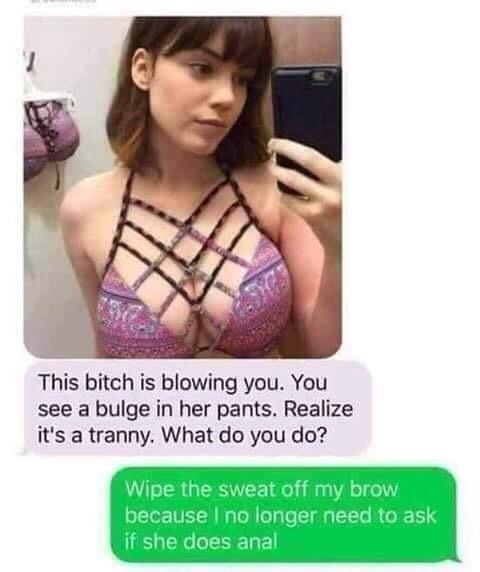 This bitch is blowing you. You
see a bulge in her pants. Realize
it's a tranny. What do you do?
Wipe the sweat off my brow
because I no longer need to ask
if she does anal